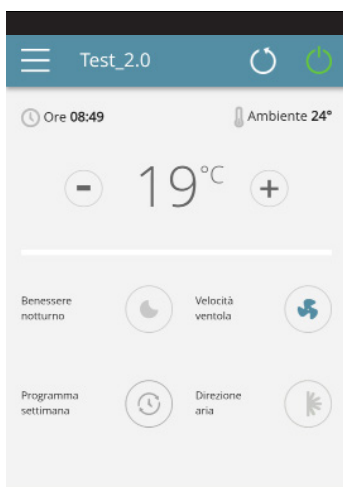 Test_2.0
Ore 08:49
Ambiente 24°
- 19°C +
Benessere
notturno
Velocità
ventola
Programma
settimana
Direzione
aria